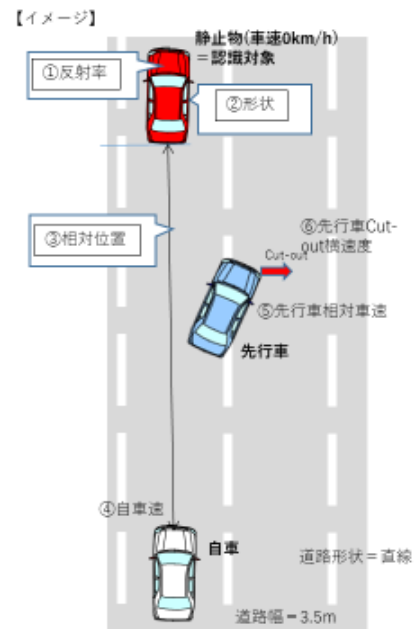 【イメージ】
静止物(車速0km/h)
＝認識対象
①反射率
②形状
③相対位置
⑥先行車Cut-
out横速度
Cut-out
⑤先行車相対車速
先行車
④自車速
自車
道路形状＝直線
道路幅＝3.5m